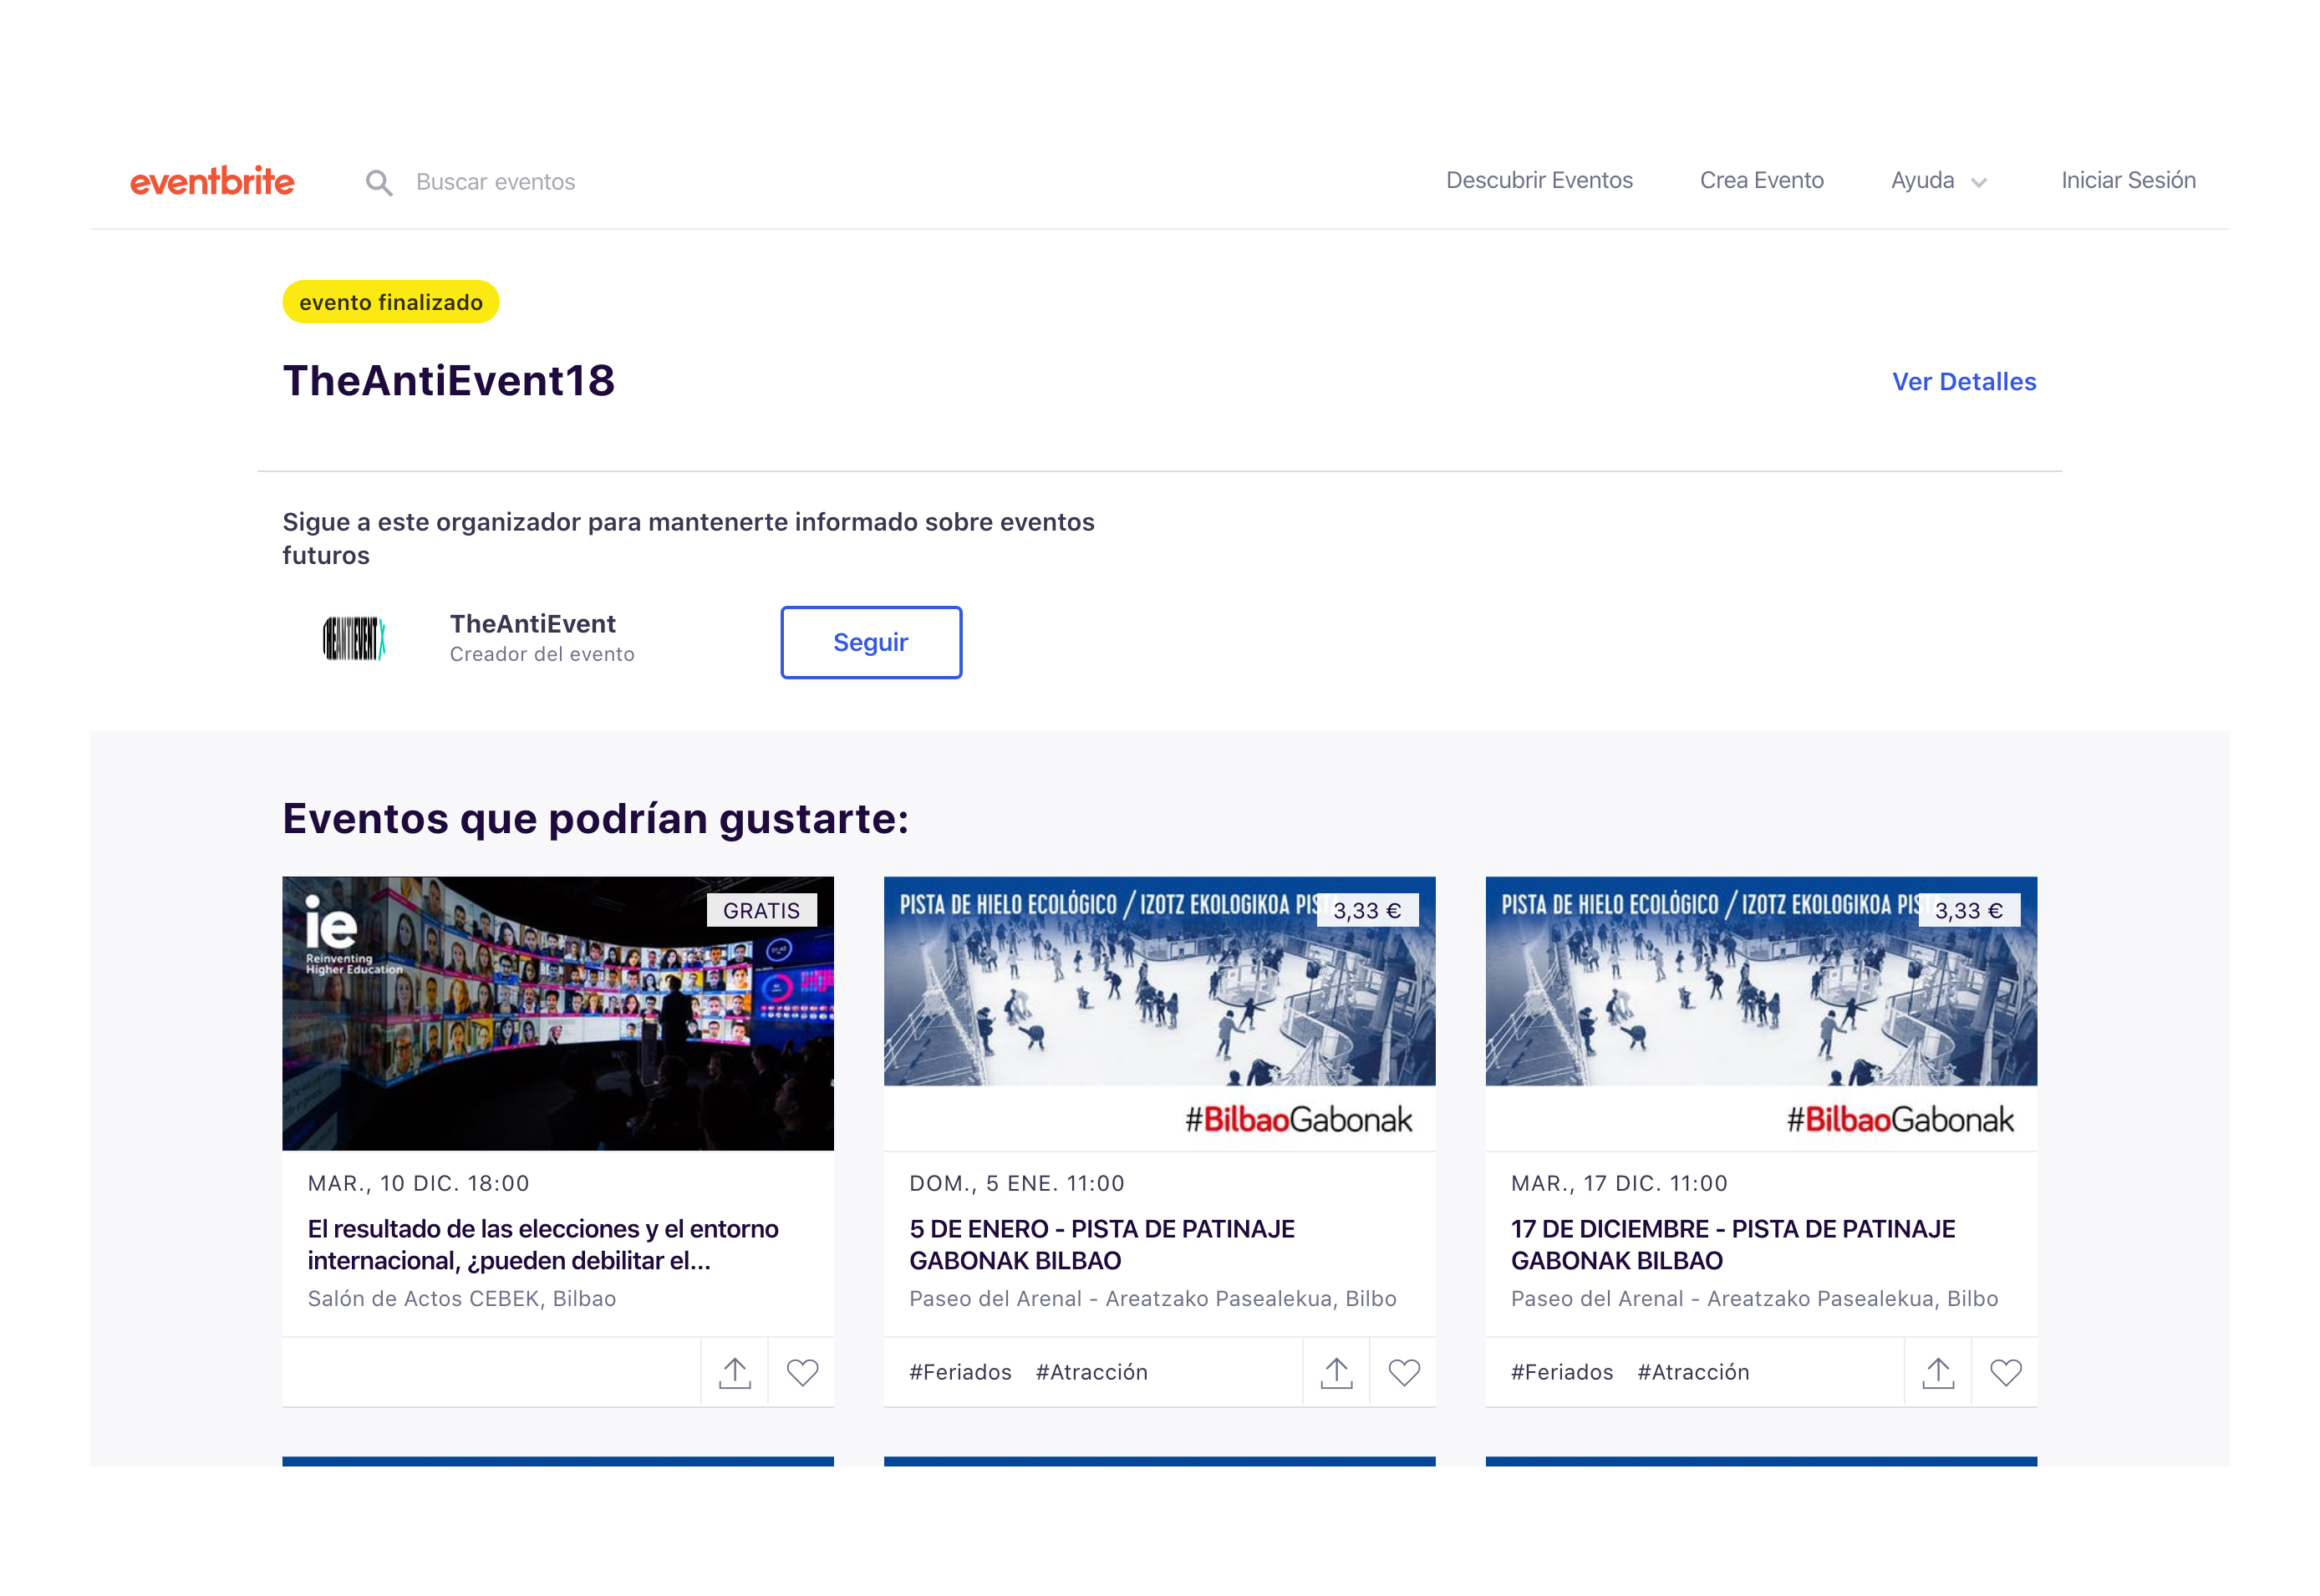 eventbrite
Buscar eventos
Descubrir Eventos
Crea Evento
Ayuda
Iniciar Sesión
evento finalizado
TheAntiEvent18
Ver Detalles
Sigue a este organizador para mantenerte informado sobre eventos
futuros
THEANTIEVENT X
TheAntiEvent
Creador del evento
Seguir
Eventos que podrían gustarte:
ie
Reinventing
Higher Education
GRATIS
MAR., 10 DIC. 18:00
El resultado de las elecciones y el entorno
internacional, ¿pueden debilitar el...
Salón de Actos CEBEK, Bilbao
PISTA DE HIELO ECOLÓGICO / IZOTZ EKOLOGIKOA PIST
3,33 €
#BilbaoGabonak
DOM., 5 ENE. 11:00
5 DE ENERO - PISTA DE PATINAJE
GABONAK BILBAO
Paseo del Arenal - Areatzako Pasealekua, Bilbo
#Feriados #Atracción
PISTA DE HIELO ECOLÓGICO / IZOTZ EKOLOGIKOA PIST
3,33 €
#BilbaoGabonak
MAR., 17 DIC. 11:00
17 DE DICIEMBRE - PISTA DE PATINAJE
GABONAK BILBAO
Paseo del Arenal - Areatzako Pasealekua, Bilbo
#Feriados #Atracción